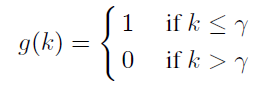 g(k) = { 1 if k ≤ γ
0 if k > γ